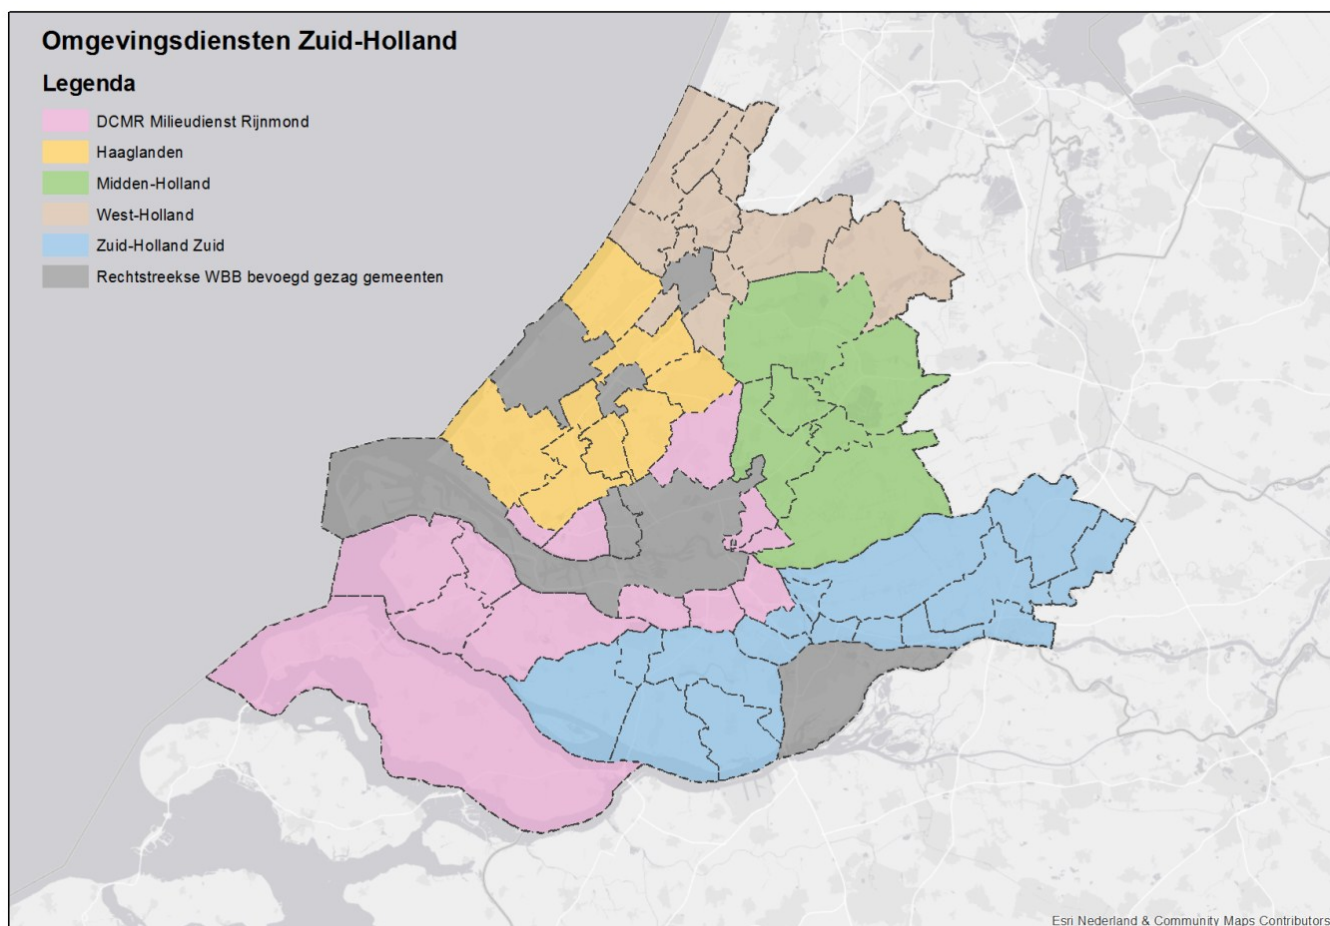 Omgevingsdiensten Zuid-Holland
Legenda
DCMR Milieudienst Rijnmond
Haaglanden
Midden-Holland
West-Holland
Zuid-Holland Zuid
Rechtstreekse WBB bevoegd gezag gemeenten
Esri Nederland & Community Maps Contributors